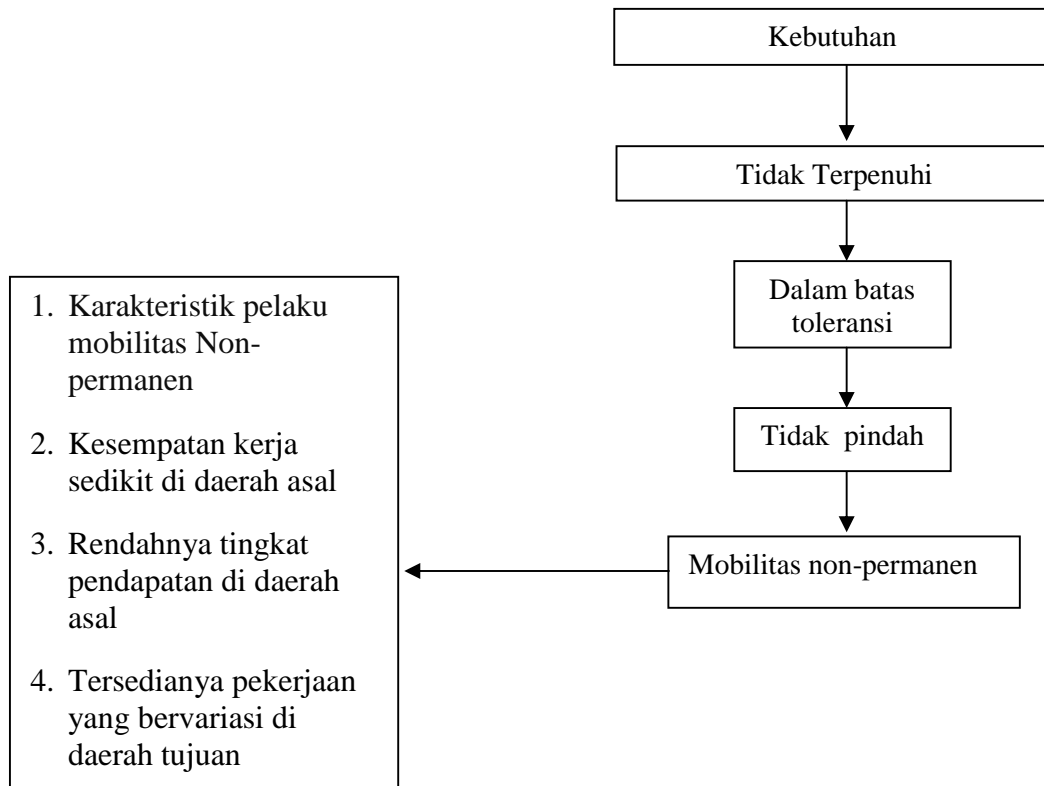 Kebutuhan
Tidak Terpenuhi
Dalam batas
toleransi
Tidak pindah
Mobilitas non-permanen
1. Karakteristik pelaku
mobilitas Non-
permanen
2. Kesempatan kerja
sedikit di daerah asal
3. Rendahnya tingkat
pendapatan di daerah
asal
4. Tersedianya pekerjaan
yang bervariasi di
daerah tujuan